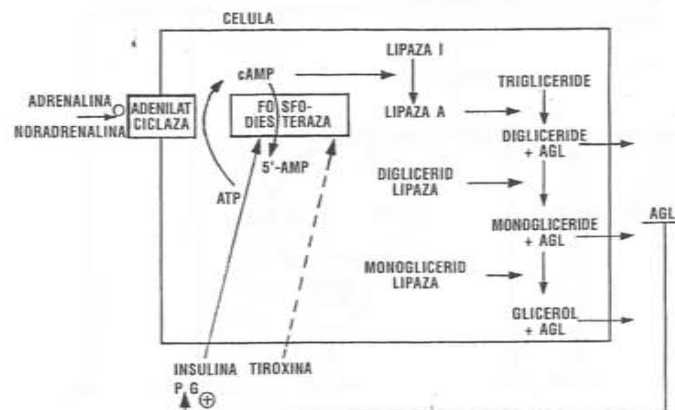 CELULA
LIPAZA I
cAMP
TRIGLICERIDE
ADRENALINA
ADENILAT
CICLAZA
FOSFO-
DIESTERAZA
NORADRENALINA
LIPAZA A
DIGLICERIDE
+ AGL
5'-AMP
ATP
DIGLICERID
LIPAZA
MONOGLICERIDE
+ AGL
AGL
MONOGLICERID
LIPAZA
GLICEROL
+ AGL
INSULINA TIROXINA
P G
+